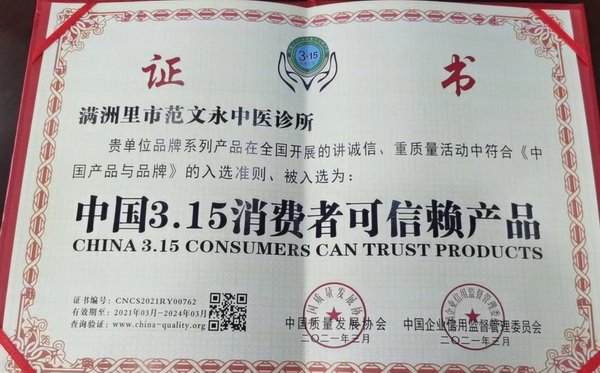 证书
3·15
满洲里市范文永中医诊所
贵单位品牌系列产品在全国开展的讲诚信、重质量活动中符合《中
国产品与品牌》的入选准则、被入选为：
中国3.15消费者可信赖产品
CHINA 3.15 CONSUMERS CAN TRUST PRODUCTS
证书编号：CNCS2021RY00762
有效期至：2021年03月-2024年03月
查询验证：www.china-quality.org
中国质量发展协会
二〇二一年三月
中国企业信用监督管理委员会
二〇二一年三月